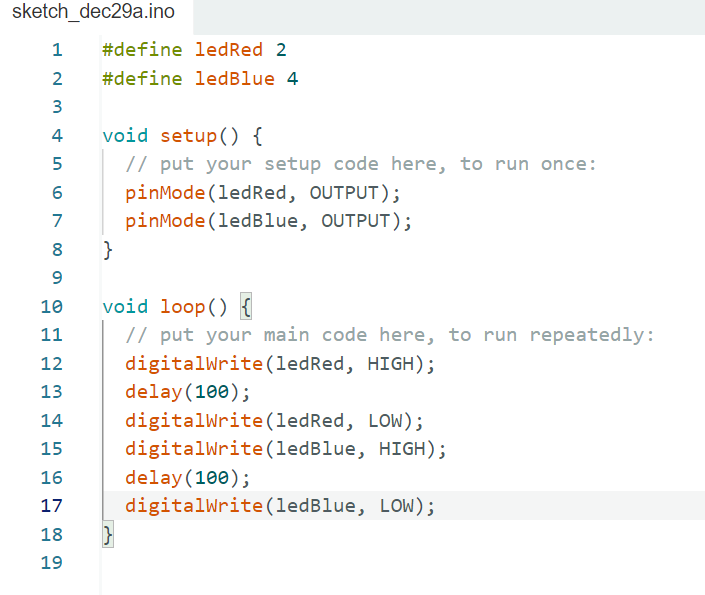 sketch_dec29a.ino
1 #define ledRed 2
2 #define ledBlue 4
3
4 void setup() {
5   // put your setup code here, to run once:
6   pinMode(ledRed, OUTPUT);
7   pinMode(ledBlue, OUTPUT);
8 }
9
10 void loop() {
11   // put your main code here, to run repeatedly:
12   digitalWrite(ledRed, HIGH);
13   delay(100);
14   digitalWrite(ledRed, LOW);
15   digitalWrite(ledBlue, HIGH);
16   delay(100);
17   digitalWrite(ledBlue, LOW);
18 }
19